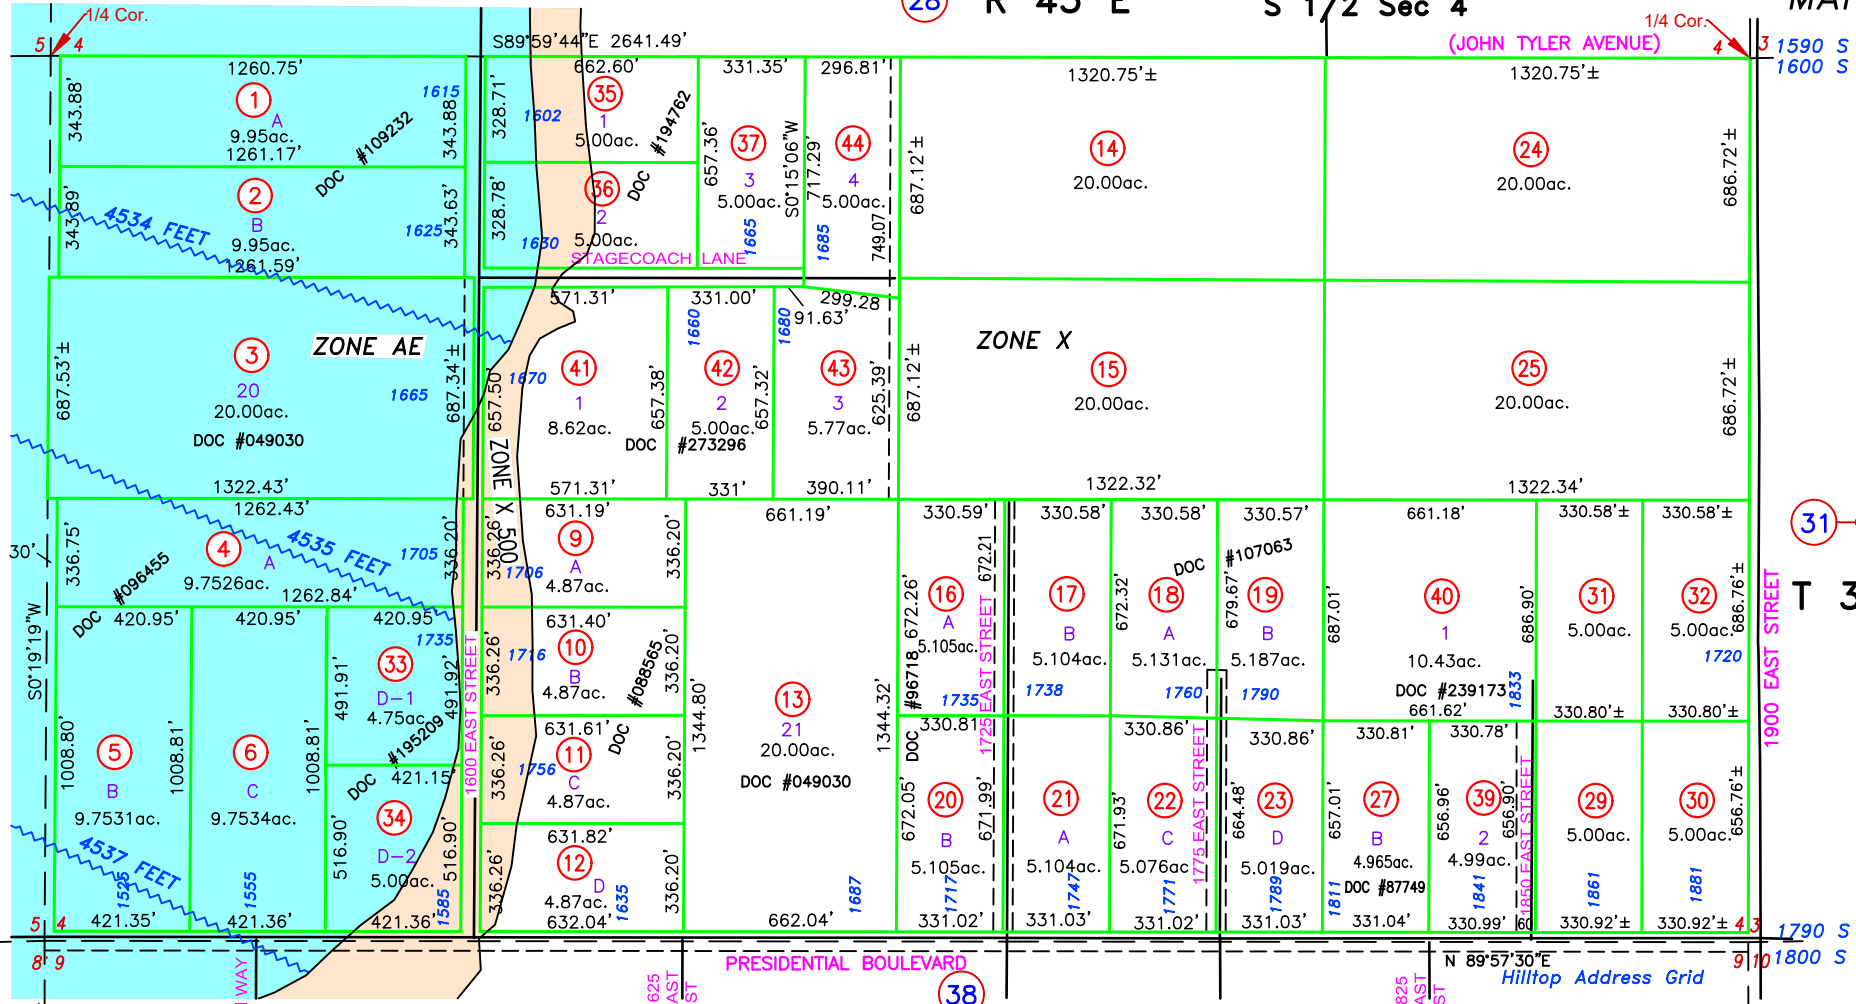 28
R 45 E
S 1/2 Sec 4
MAP
1/4 Cor.
5 4
S89°59'44"E 2641.49'
(JOHN TYLER AVENUE)
1/4 Cor.
4 3
1590 S
1600 S
1260.75'
343.88'
1
A
9.95ac.
1261.17'
1615
343.88'
DOC #109232
343.89'
2
B
9.95ac.
1261.59'
1625
343.63'
4534 FEET
662.60'
328.71'
1602
35
1
5.00ac.
#194762
DOC
328.78'
36
2
5.00ac.
1630
STAGECOACH LANE
331.35'
657.36'
37
3
5.00ac.
1665
S0°15'06"W
296.81'
717.29'
44
4
5.00ac.
1685
749.07
1320.75'±
687.12'±
14
20.00ac.
1320.75'±
24
20.00ac.
686.72'±
687.53'±
3
20
20.00ac.
DOC #049030
ZONE AE
1665
687.34'±
1322.43'
571.31'
657.50'
1670
41
1
8.62ac.
657.38'
571.31'
ZONE X 500
331.00'
1660
42
2
5.00ac.
657.32'
DOC #273296
331'
1680
91.63'
299.28
43
3
5.77ac.
625.39'
390.11'
ZONE X
687.12'±
15
20.00ac.
1322.32'
25
20.00ac.
686.72'±
1322.34'
30'
1262.43'
336.75'
4
A
9.7526ac.
1262.84'
4535 FEET
1705
336.20'
DOC #096455
S0°19'19"W
420.95'
1008.80'
5
B
9.7531ac.
1008.81'
421.35'
1525
4537 FEET
420.95'
6
C
9.7534ac.
1008.81'
421.36'
1555
420.95'
1735
33
D-1
4.75ac.
491.91'
491.92'
DOC #195209
421.15'
34
D-2
5.00ac.
516.90'
516.90'
421.36'
1585
1600 EAST STREET
631.19'
336.26'
1706
9
A
4.87ac.
336.20'
631.40'
336.26'
1716
10
B
4.87ac.
336.20'
DOC #088565
631.61'
336.26'
1756
11
C
4.87ac.
336.20'
631.82'
336.26'
12
D
4.87ac.
336.20'
632.04'
1635
661.19'
1344.80'
13
21
20.00ac.
DOC #049030
1344.32'
662.04'
1687
330.59'
672.26'
16
A
5.105ac.
672.21
1735
DOC #96718
1725 EAST STREET
330.81'
672.05'
20
B
5.105ac.
671.99'
1717
331.02'
330.58'
17
B
5.104ac.
672.32'
1738
21
A
5.104ac.
671.93'
1747
331.03'
330.58'
18
A
5.131ac.
679.67'
1760
DOC #107063
330.86'
22
C
5.076ac.
1771
331.02'
1775 EAST STREET
330.57'
19
B
5.187ac.
687.01'
1790
330.86'
664.48'
23
D
5.019ac.
1789
331.03'
661.18'
40
1
10.43ac.
DOC #239173
661.62'
686.90'
1833
330.81'
657.01'
27
B
4.965ac.
DOC #87749
1811
331.04'
330.78'
656.96'
39
2
4.99ac.
656.90'
1841
330.99'
60'
1850 EAST STREET
330.58'±
31
5.00ac.
330.80'±
29
5.00ac.
1861
330.92'±
330.58'±
32
5.00ac.
686.76'±
1720
330.80'±
30
5.00ac.
656.76'±
1881
330.92'±
1900 EAST STREET
31
T 3
5 4
8 9
4 3
9 10
1790 S
1800 S
PRESIDENTIAL BOULEVARD
N 89°57'30"E
Hilltop Address Grid
WAY
625
AST
ST
38
825
AST
ST